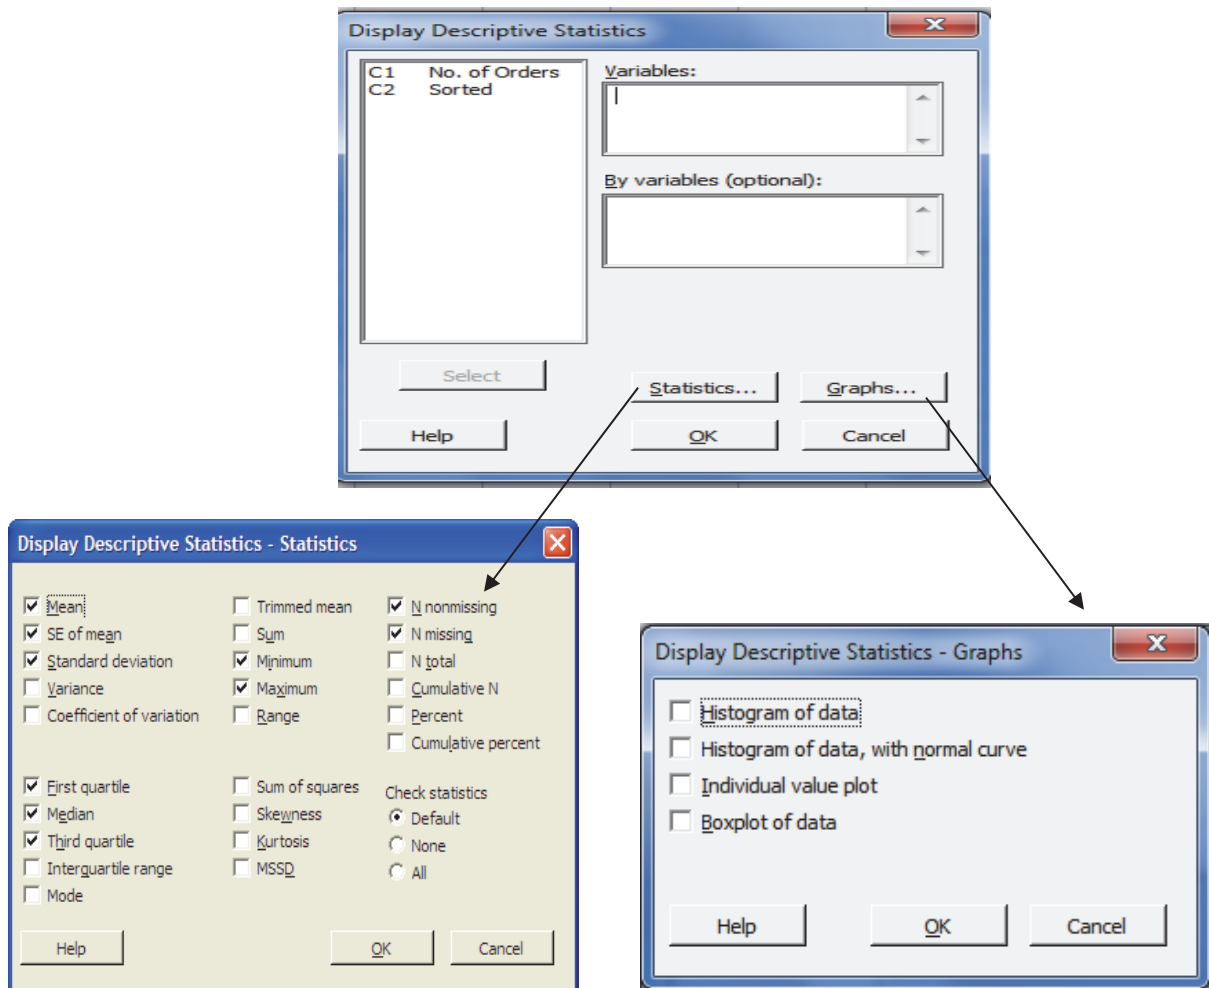 Display Descriptive Statistics
C1 No. of Orders
C2 Sorted
Variables:
By variables (optional):
Select
Statistics...
Graphs...
Help
OK
Cancel
Display Descriptive Statistics - Statistics
Mean
SE of mean
Standard deviation
Variance
Coefficient of variation
Trimmed mean
Sum
Minimum
Maximum
Range
N nonmissing
N missing
N total
Cumulative N
Percent
Cumulative percent
First quartile
Median
Third quartile
Interquartile range
Mode
Sum of squares
Skewness
Kurtosis
MSSD
Check statistics
Default
None
All
Help
OK
Cancel
Display Descriptive Statistics - Graphs
Histogram of data
Histogram of data, with normal curve
Individual value plot
Boxplot of data
Help
OK
Cancel